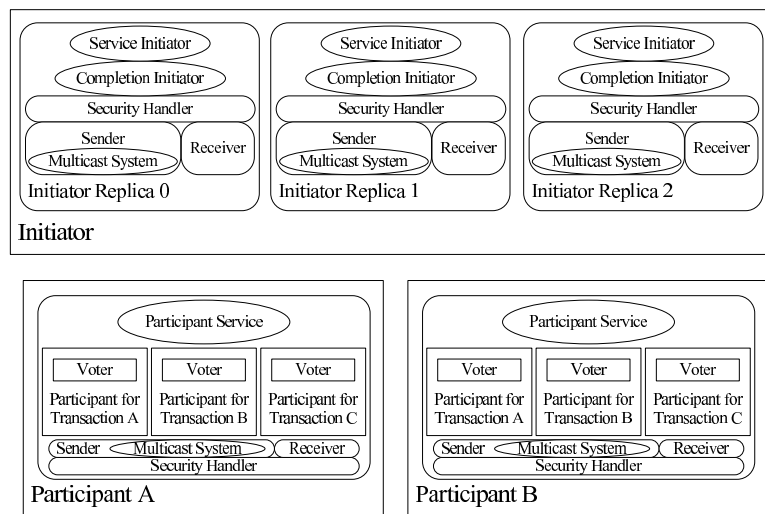 Service Initiator
Completion Initiator
Security Handler
Sender
Multicast System
Receiver
Initiator Replica 0
Service Initiator
Completion Initiator
Security Handler
Sender
Multicast System
Receiver
Initiator Replica 1
Service Initiator
Completion Initiator
Security Handler
Sender
Multicast System
Receiver
Initiator Replica 2
Initiator
Participant Service
Voter
Participant for
Transaction A
Voter
Participant for
Transaction B
Voter
Participant for
Transaction C
Sender
Multicast System
Receiver
Security Handler
Participant A
Participant Service
Voter
Participant for
Transaction A
Voter
Participant for
Transaction B
Voter
Participant for
Transaction C
Sender
Multicast System
Receiver
Security Handler
Participant B